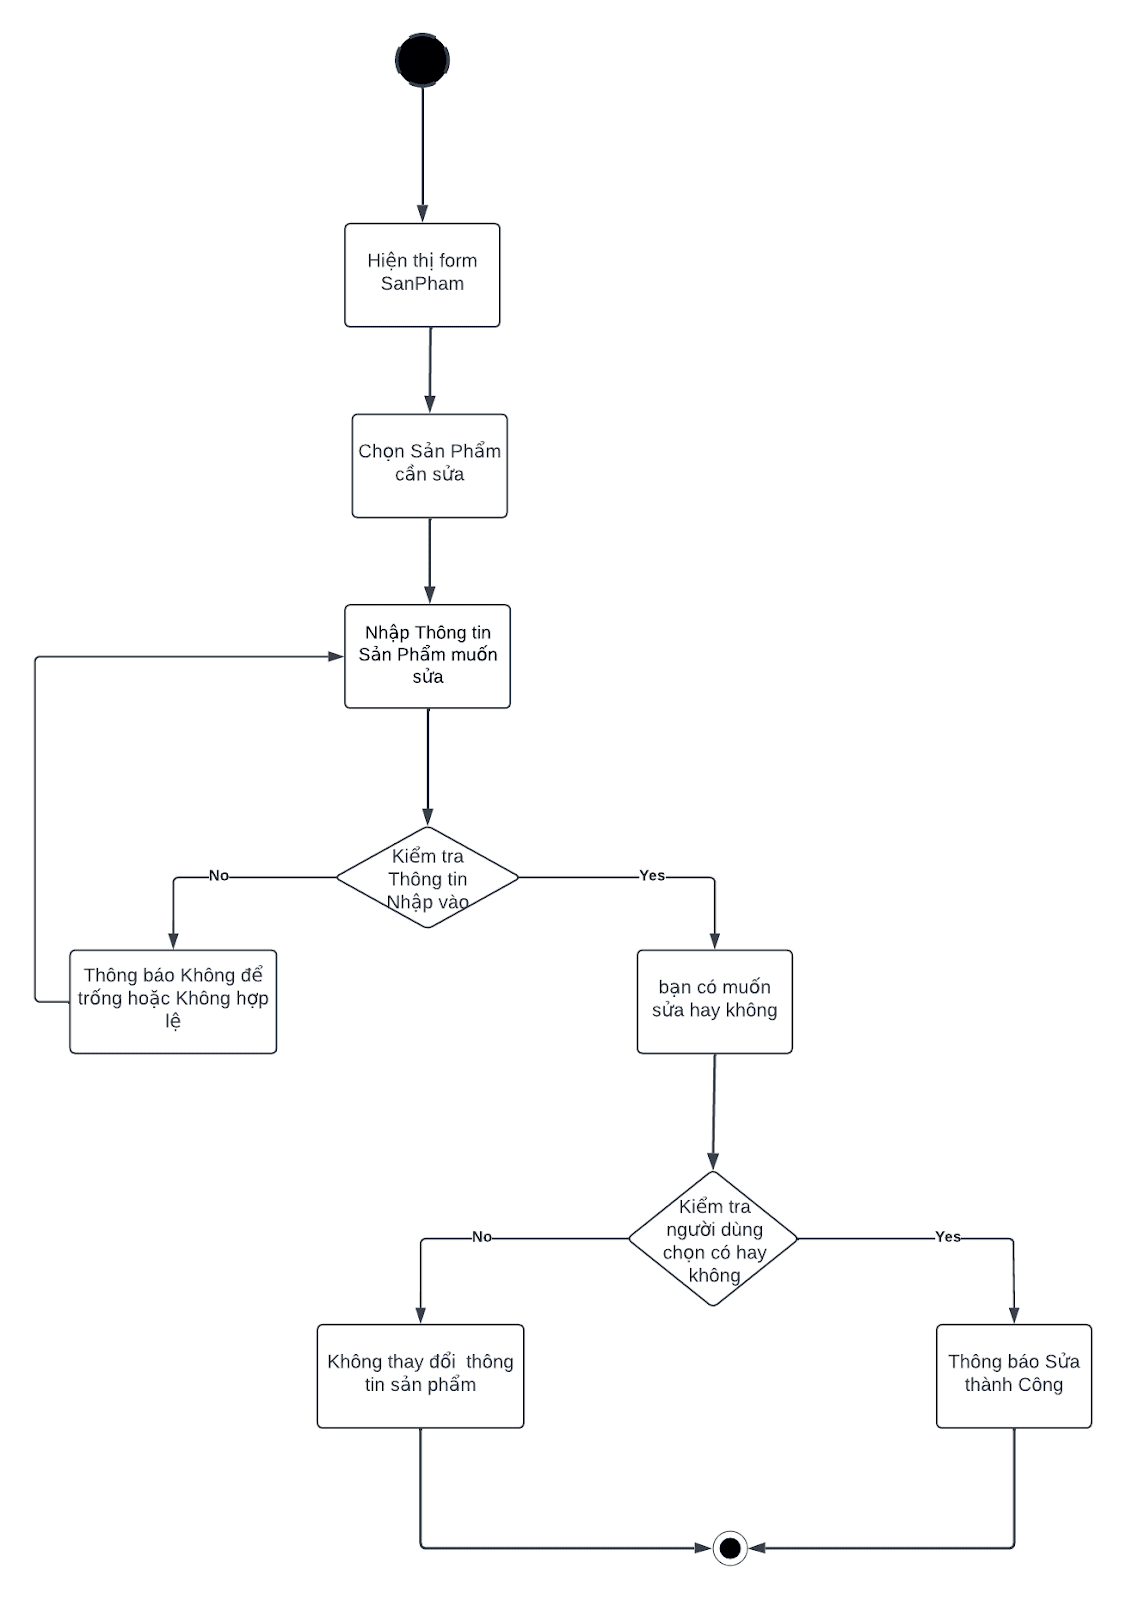 Hiện thị form
SanPham
Chọn Sản Phẩm
cần sửa
Nhập Thông tin
Sản Phẩm muốn
sửa
Kiểm tra
Thông tin
Nhập vào
No
Yes
Thông báo Không để
trống hoặc Không hợp
lệ
bạn có muốn
sửa hay không
Kiểm tra
người dùng
chọn có hay
không
No
Yes
Không thay đổi  thông
tin sản phẩm
Thông báo Sửa
thành Công